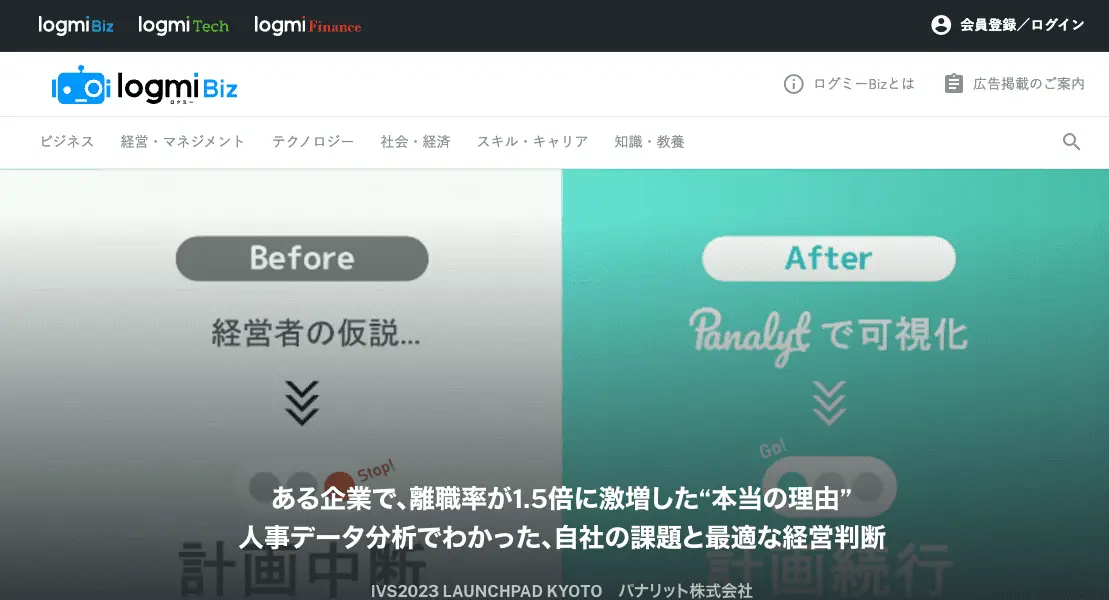 logmi Biz logmi Tech logmi Finance 会員登録／ログイン
logmi Biz
ログミー
ログミーBizとは 広告掲載のご案内
ビジネス 経営・マネジメント テクノロジー 社会・経済 スキル・キャリア 知識・教養
Before
経営者の仮説...
Stop!
計画中断
After
Panalyt で可視化
Go!
計画続行
ある企業で、離職率が1.5倍に激増した“本当の理由”
人事データ分析でわかった、自社の課題と最適な経営判断
IVS2023 LAUNCHPAD KYOTO パナリット株式会社